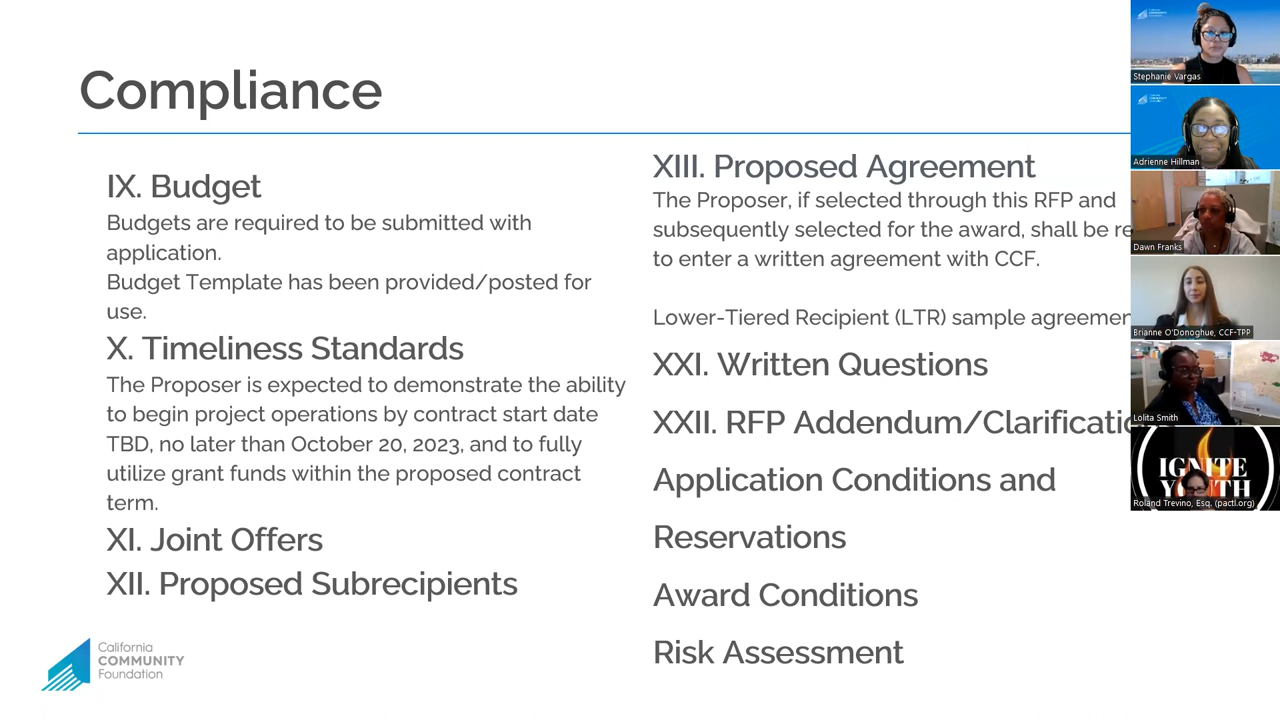 Compliance
IX. Budget
Budgets are required to be submitted with
application.
Budget Template has been provided/posted for
use.
X. Timeliness Standards
The Proposer is expected to demonstrate the ability
to begin project operations by contract start date
TBD, no later than October 20, 2023, and to fully
utilize grant funds within the proposed contract
term.
XI. Joint Offers
XII. Proposed Subrecipients
XIII. Proposed Agreement
The Proposer, if selected through this RFP and
subsequently selected for the award, shall be re
to enter a written agreement with CCF.
Lower-Tiered Recipient (LTR) sample agreemen
XXI. Written Questions
XXII. RFP Addendum/Clarificatio
Application Conditions and
Reservations
Award Conditions
Risk Assessment
California
COMMUNITY
Foundation
Stephanie Vargas
Adrienne Hillman
Dawn Franks
Brianne O'Donoghue, CCF-TPP
Lolita Smith
IGNITE
Roland Trevino, Esq. (pactl.org)